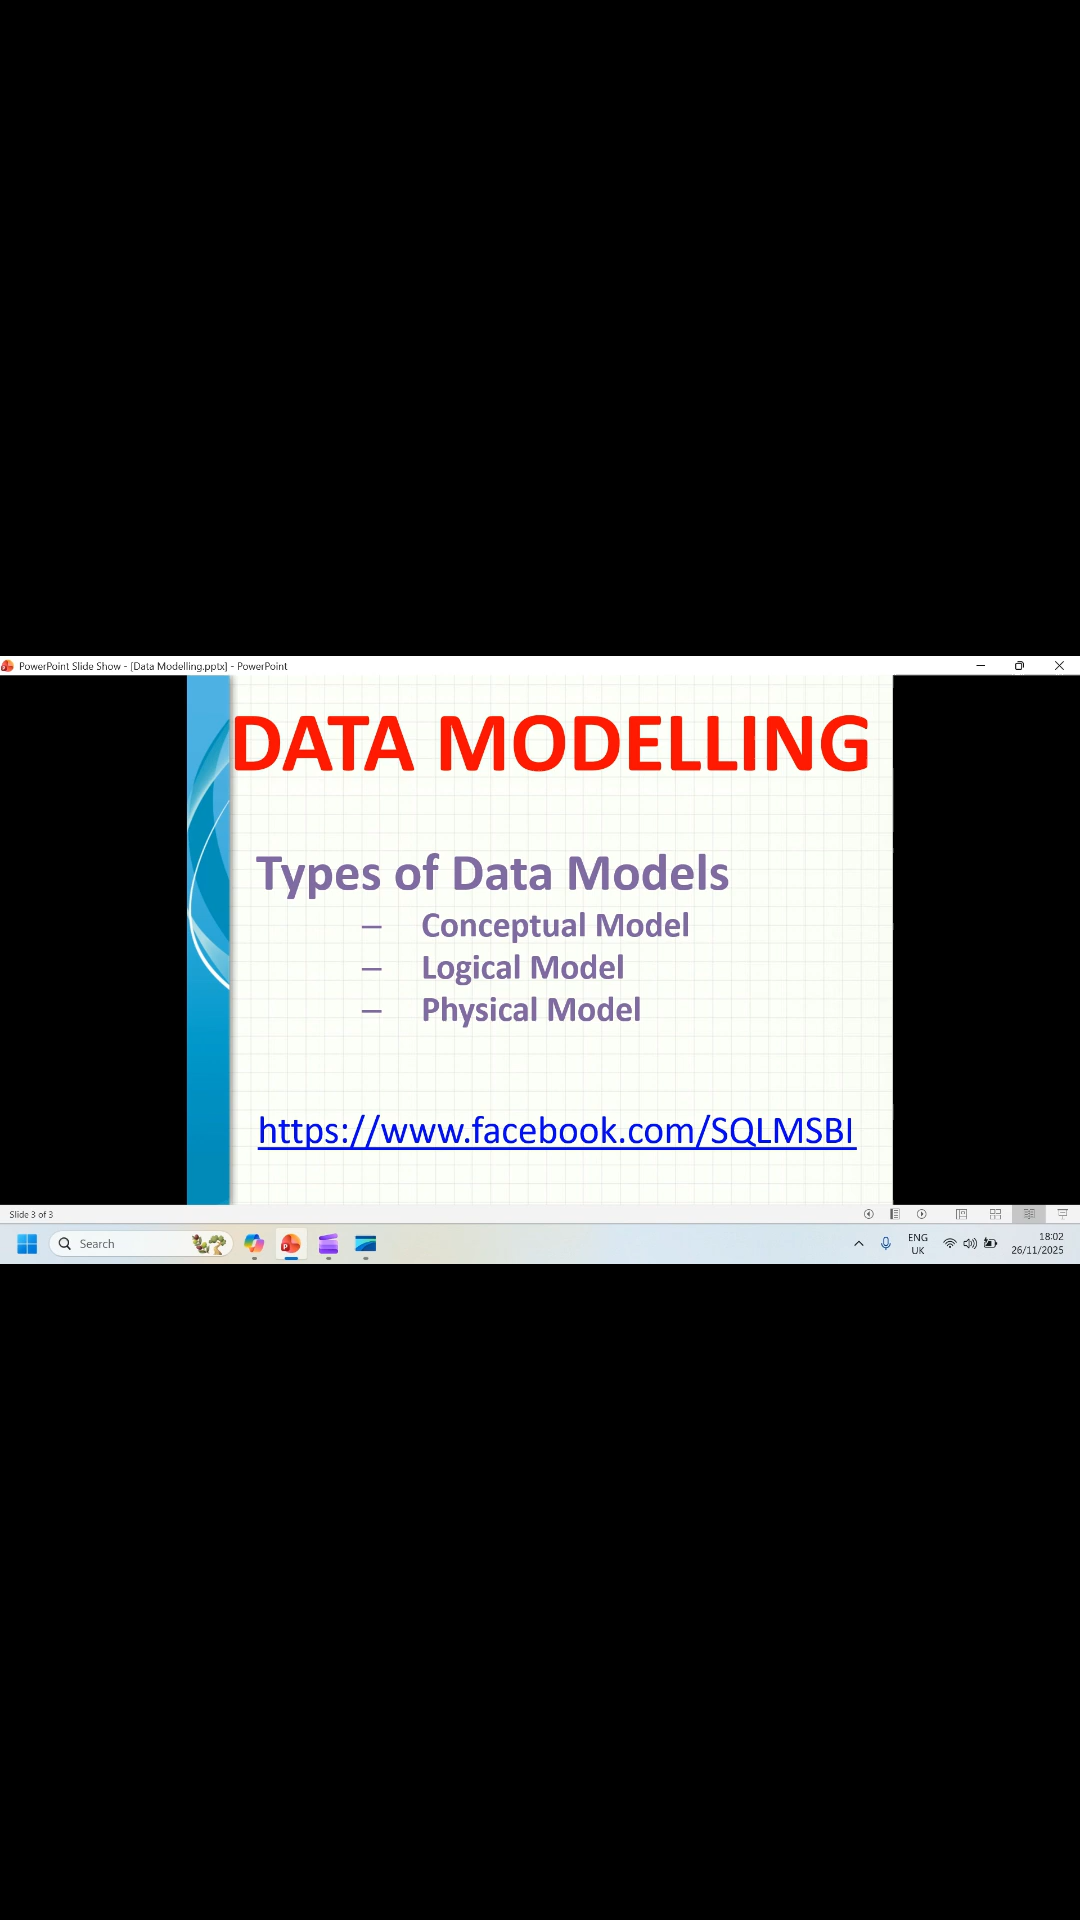 PowerPoint Slide Show - [Data Modelling.pptx] - PowerPoint
DATA MODELLING
Types of Data Models
– Conceptual Model
– Logical Model
– Physical Model
https://www.facebook.com/SQLMSBI
Slide 3 of 3
Search
ENG
UK
18:02
26/11/2025